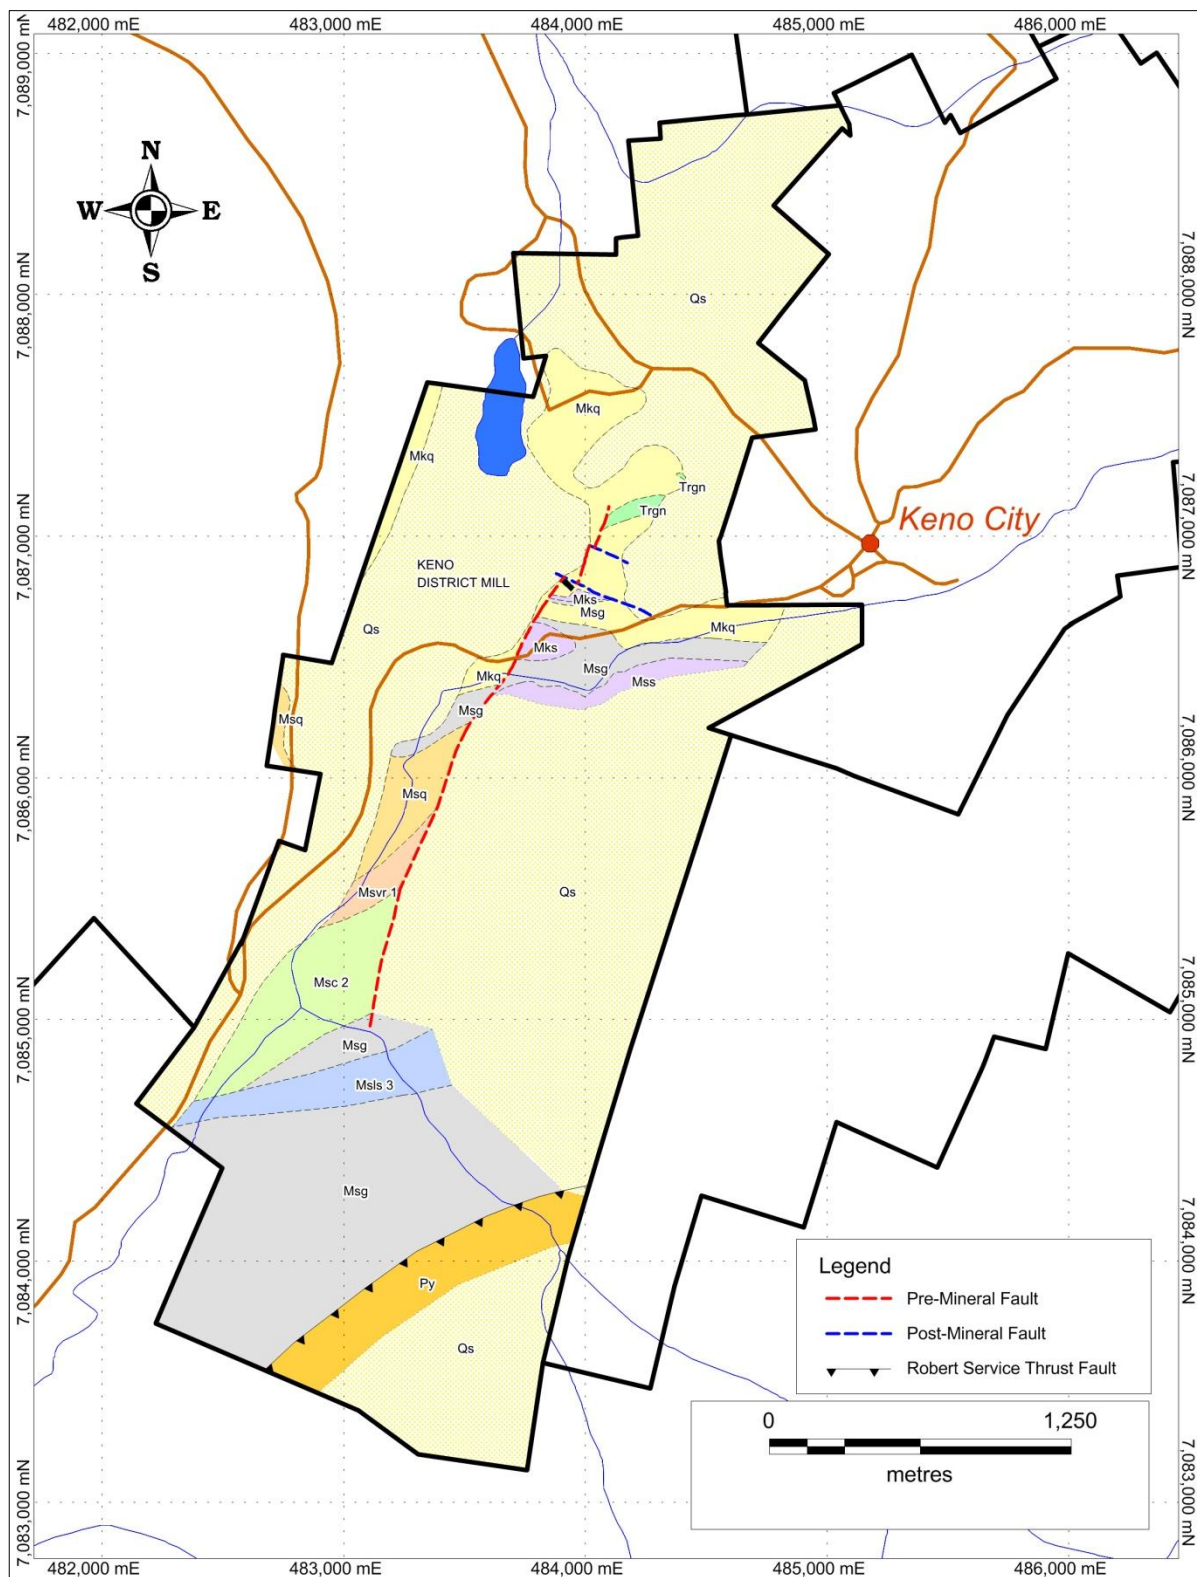 482,000 mE
483,000 mE
484,000 mE
485,000 mE
486,000 mE
7,089,000 mN
N
W
E
S
7,088,000 mN
7,088,000 mN
Qs
Mkq
Mkq
Trgn
Trgn
7,087,000 mN
7,087,000 mN
Keno City
KENO
DISTRICT MILL
Mks
Msg
Qs
Mkq
Mks
Msg
Mkq
Mss
Msg
Msq
7,086,000 mN
7,086,000 mN
Msq
Msvr 1
Qs
Msc 2
7,085,000 mN
7,085,000 mN
Msg
Msls 3
Msg
7,084,000 mN
7,084,000 mN
Py
Qs
Legend
Pre-Mineral Fault
Post-Mineral Fault
Robert Service Thrust Fault
0
1,250
metres
7,083,000 mN
7,083,000 mN
482,000 mE
483,000 mE
484,000 mE
485,000 mE
486,000 mE